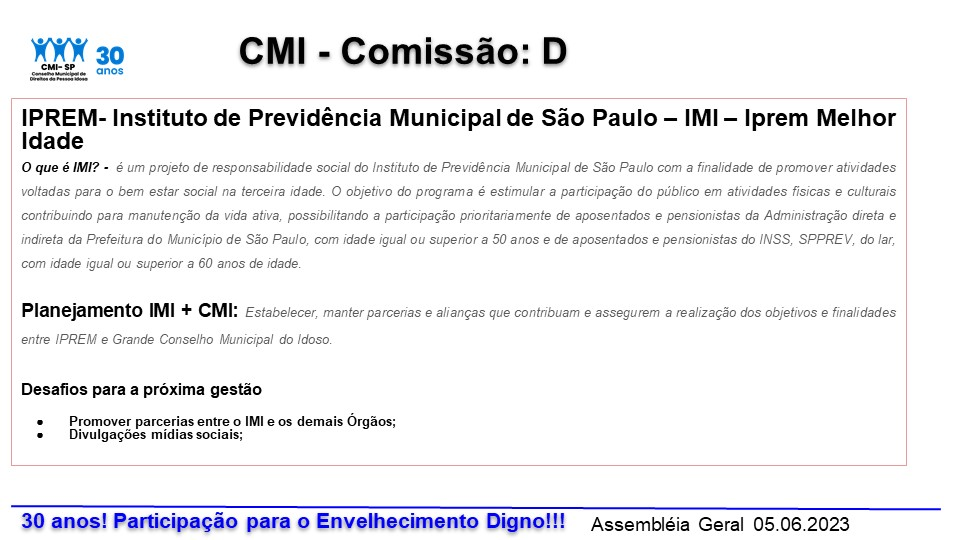 CMI - Comissão: D
CMI- SP
Conselho Municipal de
Direitos da Pessoa Idosa
30
anos
IPREM- Instituto de Previdência Municipal de São Paulo – IMI – Iprem Melhor
Idade
O que é IMI? - é um projeto de responsabilidade social do Instituto de Previdência Municipal de São Paulo com a finalidade de promover atividades
voltadas para o bem estar social na terceira idade. O objetivo do programa é estimular a participação do público em atividades fisicas e culturais
contribuindo para manutenção da vida ativa, possibilitando a participação prioritariamente de aposentados e pensionistas da Administração direta e
indireta da Prefeitura do Município de São Paulo, com idade igual ou superior a 50 anos e de aposentados e pensionistas do INSS, SPPREV, do lar,
com idade igual ou superior a 60 anos de idade.
Planejamento IMI + CMI: Estabelecer, manter parcerias e alianças que contribuam e assegurem a realização dos objetivos e finalidades
entre IPREM e Grande Conselho Municipal do Idoso.
Desafios para a próxima gestão
● Promover parcerias entre o IMI e os demais Órgãos;
● Divulgações mídias sociais;
30 anos! Participação para o Envelhecimento Digno!!! Assembléia Geral 05.06.2023